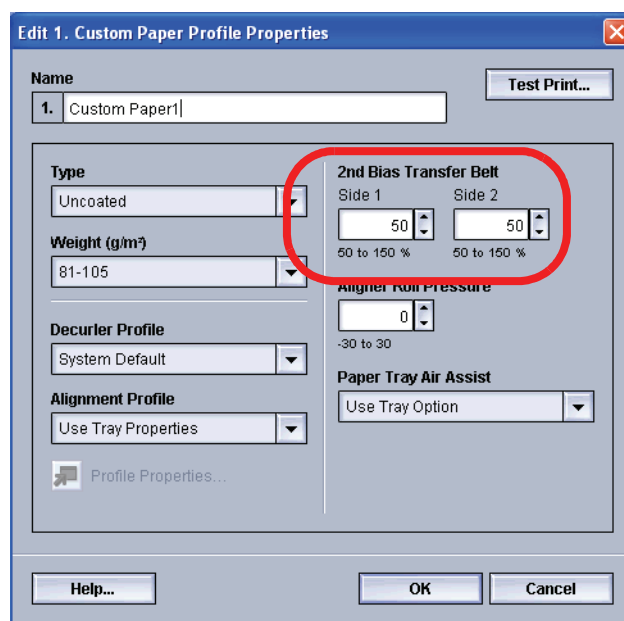 Edit 1. Custom Paper Profile Properties
Name
Test Print...
1. Custom Paper1
Type
Uncoated
Weight (g/m²)
81-105
Decurler Profile
System Default
Alignment Profile
Use Tray Properties
Profile Properties...
2nd Bias Transfer Belt
Side 1 Side 2
50 50
50 to 150 % 50 to 150 %
Aligner Roll Pressure
0
-30 to 30
Paper Tray Air Assist
Use Tray Option
Help... OK Cancel